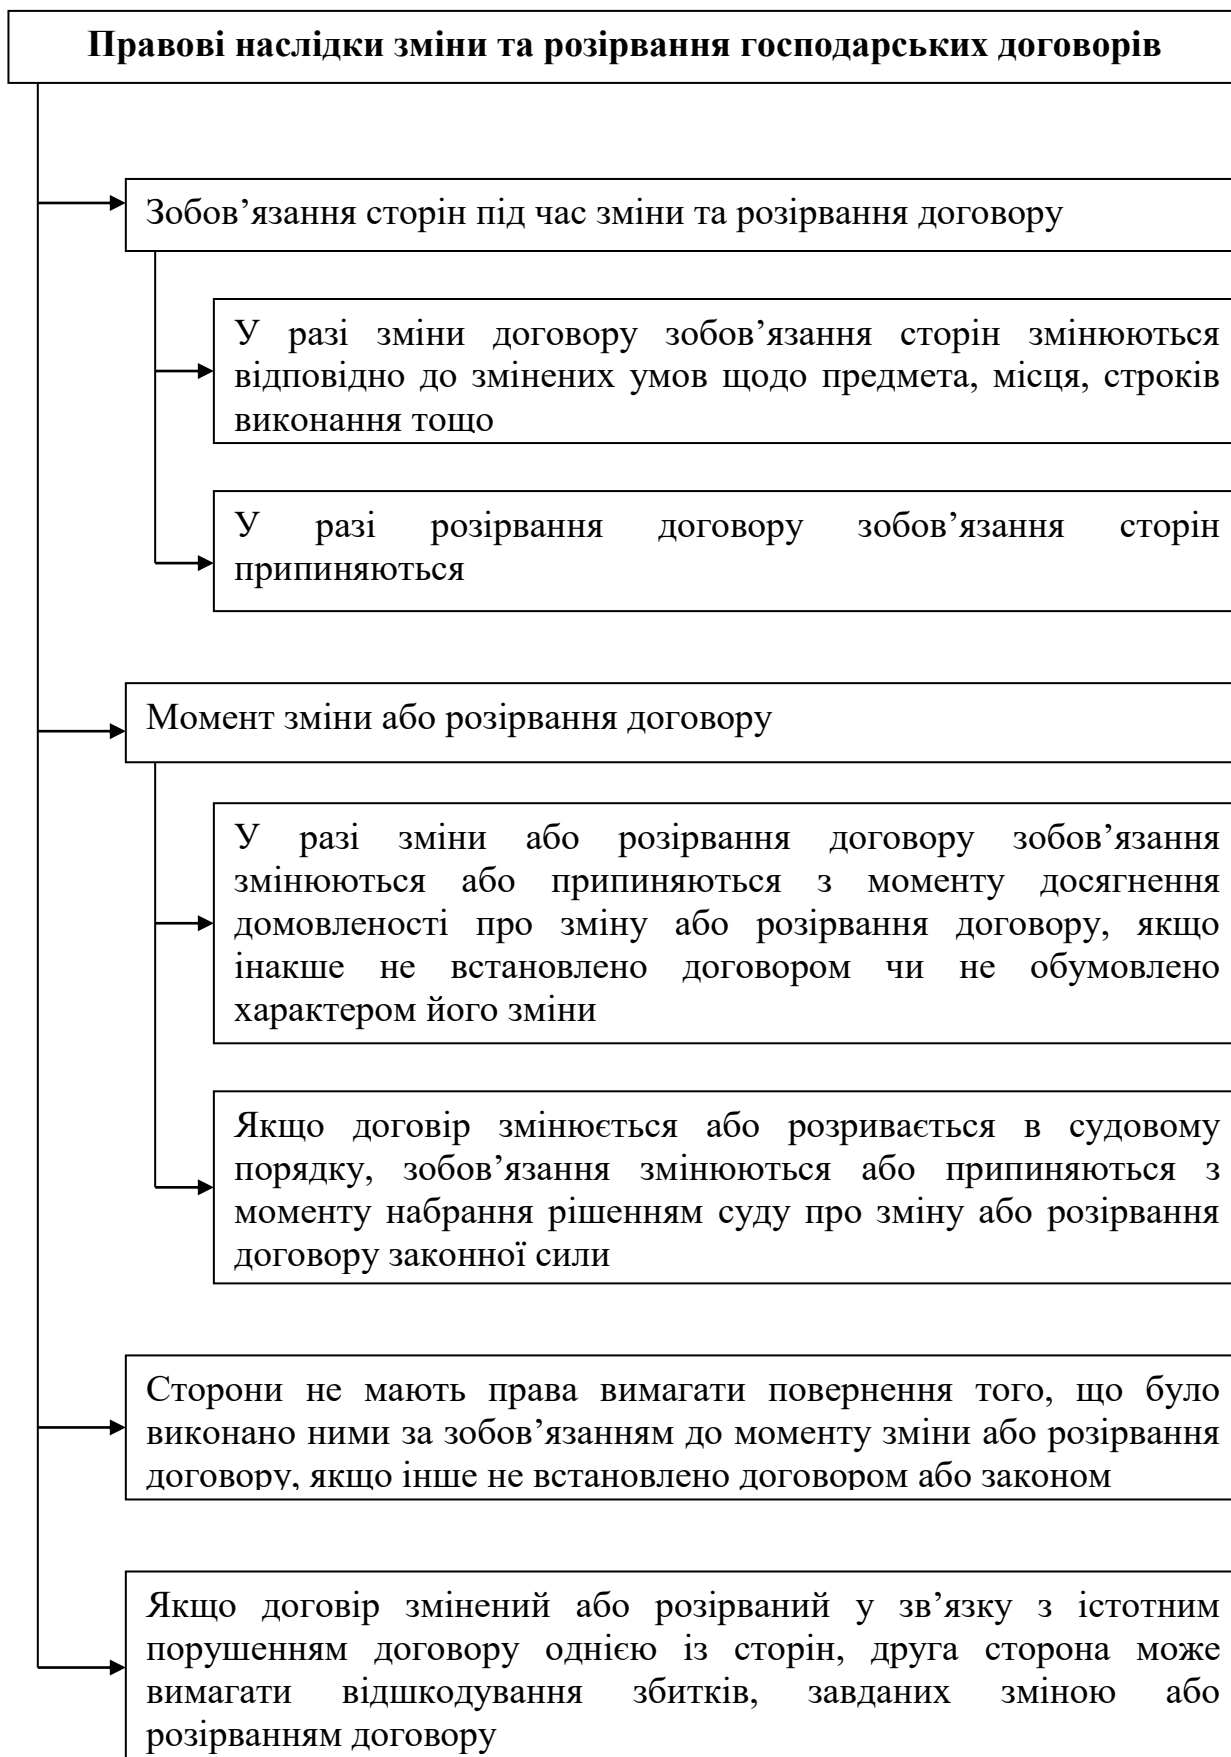 Правові наслідки зміни та розірвання господарських договорів
Зобов’язання сторін під час зміни та розірвання договору
У разі зміни договору зобов’язання сторін змінюються
відповідно до змінених умов щодо предмета, місця, строків
виконання тощо
У разі розірвання договору зобов’язання сторін
припиняються
Момент зміни або розірвання договору
У разі зміни або розірвання договору зобов’язання
змінюються або припиняються з моменту досягнення
домовленості про зміну або розірвання договору, якщо
інакше не встановлено договором чи не обумовлено
характером його зміни
Якщо договір змінюється або розривається в судовому
порядку, зобов’язання змінюються або припиняються з
моменту набрання рішенням суду про зміну або розірвання
договору законної сили
Сторони не мають права вимагати повернення того, що було
виконано ними за зобов’язанням до моменту зміни або розірвання
договору, якщо інше не встановлено договором або законом
Якщо договір змінений або розірваний у зв’язку з істотним
порушенням договору однією із сторін, друга сторона може
вимагати відшкодування збитків, завданих зміною або
розірванням договору